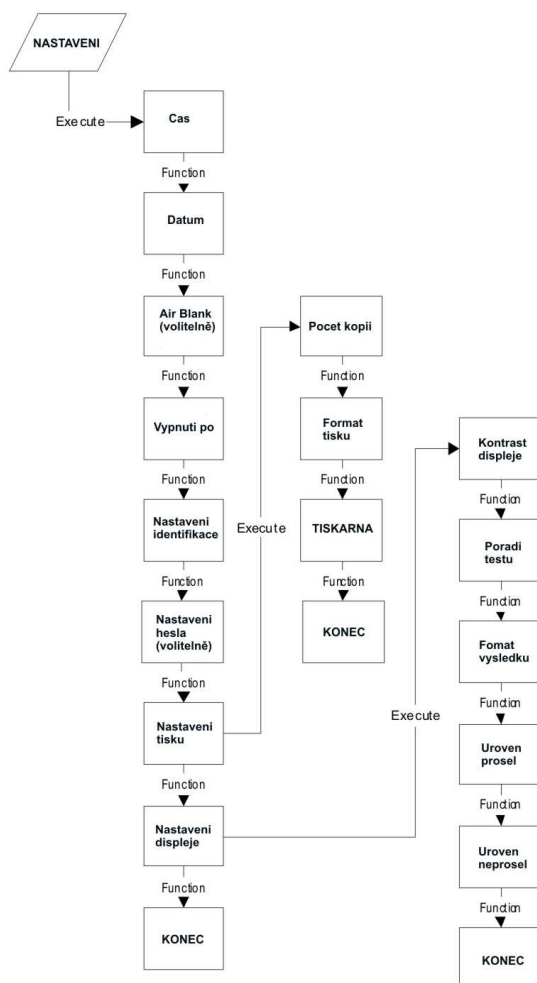 NASTAVENI
Execute
Cas
Function
Datum
Function
Air Blank
(volitelně)
Function
Vypnuti po
Function
Nastaveni
identifikace
Function
Nastaveni
hesla
(volitelně)
Function
Nastaveni
tisku
Function
Nastaveni
displeje
Function
KONEC
Execute
Pocet kopii
Function
Format
tisku
Function
TISKARNA
Function
KONEC
Execute
Kontrast
displeje
Function
Poradi
testu
Function
Fomat
vysledku
Function
Uroven
prosel
Function
Uroven
neprosel
Function
KONEC